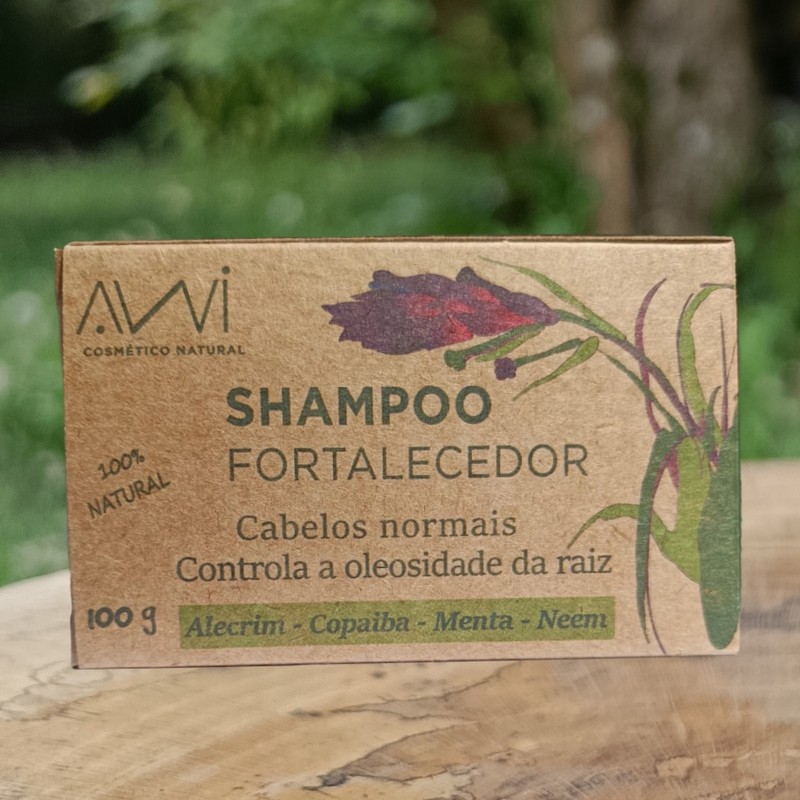 AWI
COSMÉTICO NATURAL
SHAMPOO
FORTALECEDOR
100%
NATURAL
Cabelos normais
Controla a oleosidade da raiz
100 g
Alecrim - Copaiba - Menta - Neem